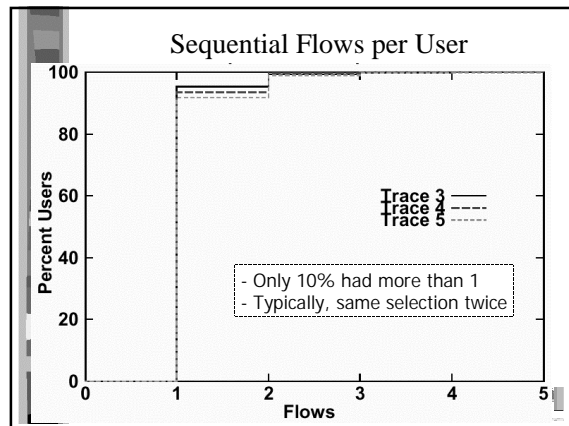 Sequential Flows per User
100
80
60
40
20
0
Percent Users
Trace 3
Trace 4
Trace 5
- Only 10% had more than 1
- Typically, same selection twice
0 1 2 3 4 5
Flows